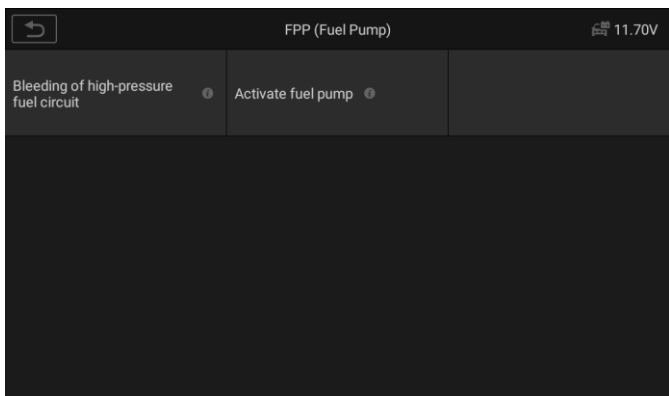 FPP (Fuel Pump)
11.70V
Bleeding of high-pressure
fuel circuit
Activate fuel pump